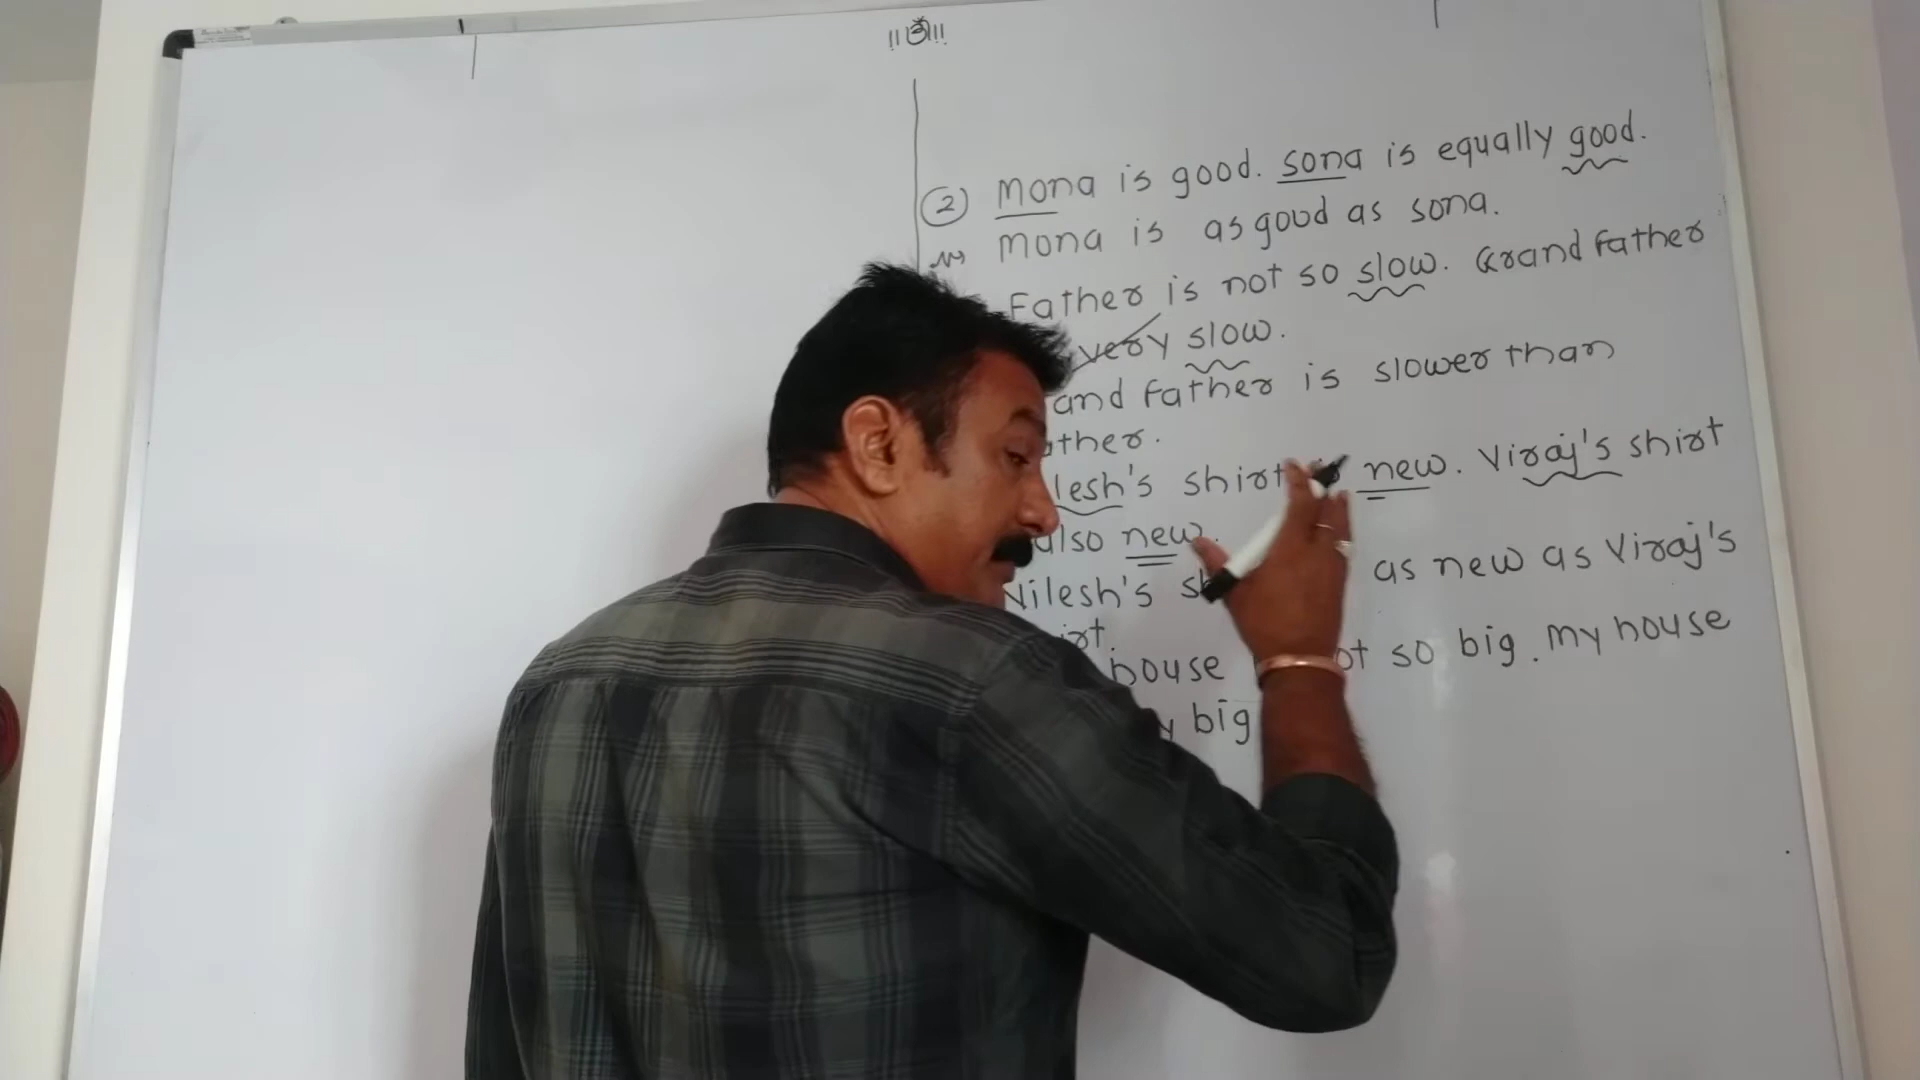 ॥ॐ॥
② Mona is good. sona is equally good.
Mona is as good as sona.
Father is not so slow. Grand Father
very slow.
and Father is slower than
ather.
lesh's shirt new. Viraj's shirt
also new.
Nilesh's as new as Viraj's
house so big. my house
big